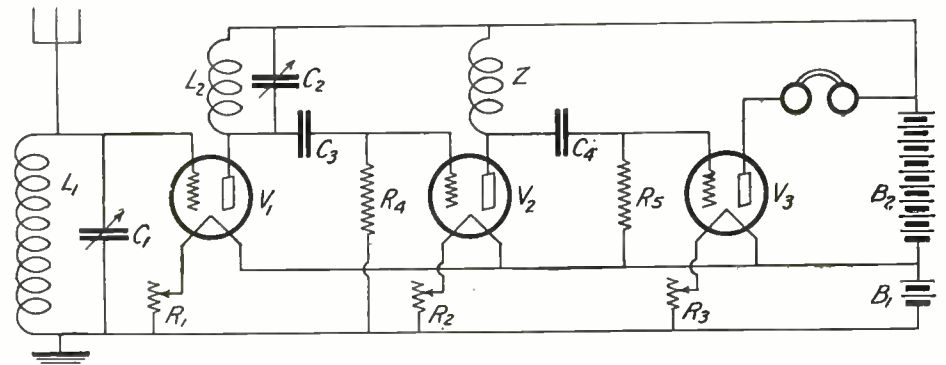 L₂
C₂
Z
L₁
C₁
V₁
C₃
R₄
V₂
C₄
R₅
V₃
B₂
R₁
R₂
R₃
B₁